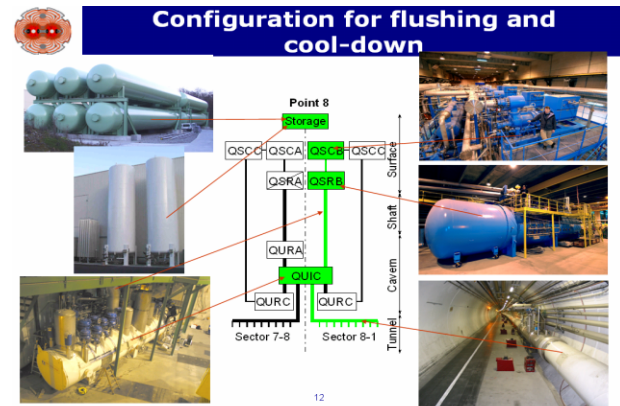 Configuration for flushing and
cool-down
Point 8
Storage
QSCC QSCA QSCB QSCC
QSRA QSRB
QURA
QUIC
QURC QURC
Sector 7-8 Sector 8-1
Surface
Shaft
Cavern
Tunnel
12